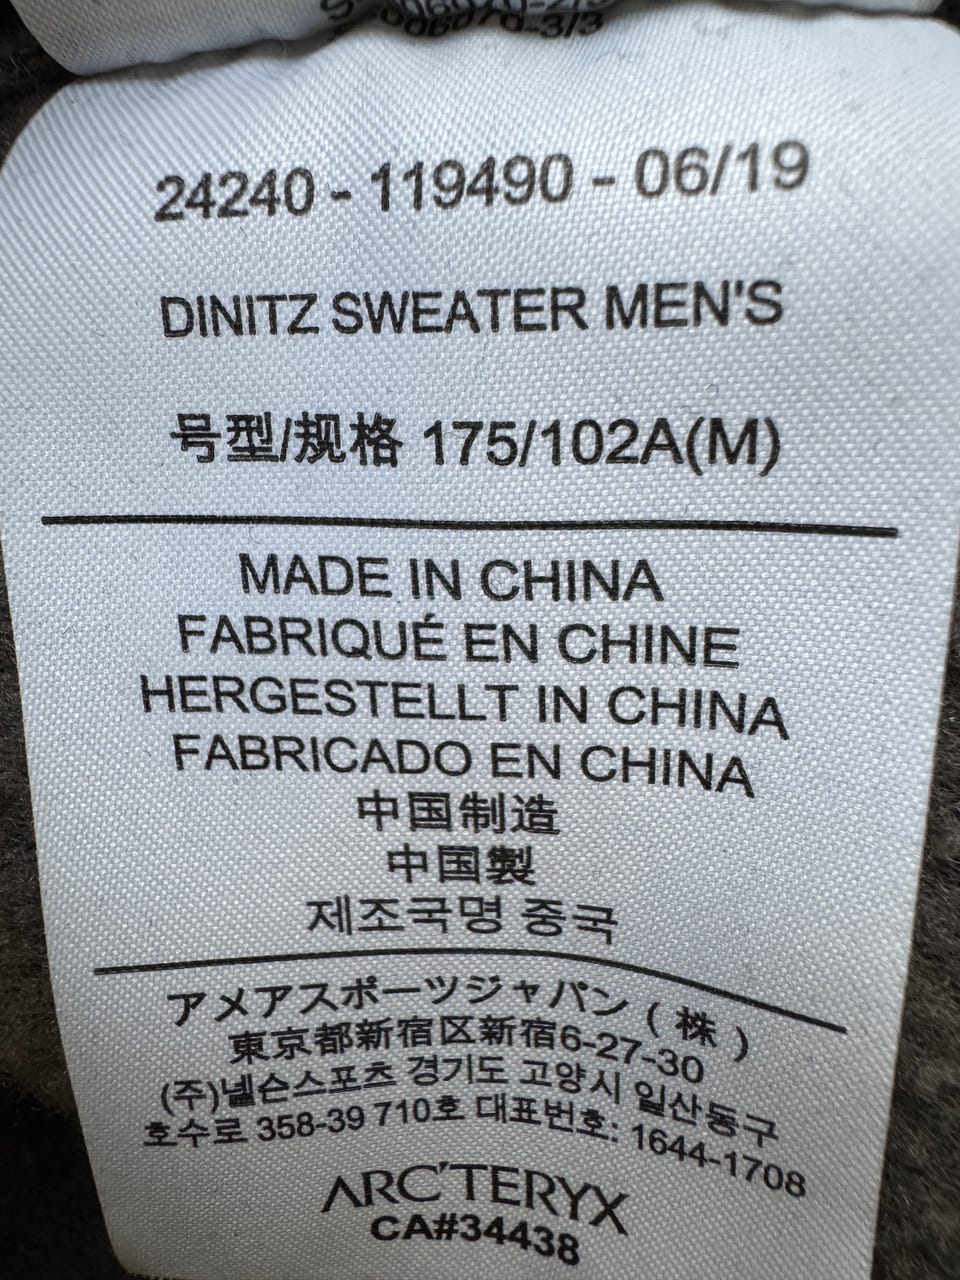 006070-3/3
24240 - 119490 - 06/19
DINITZ SWEATER MEN'S
号型/规格 175/102A(M)
MADE IN CHINA
FABRIQUÉ EN CHINE
HERGESTELLT IN CHINA
FABRICADO EN CHINA
中国制造
中国製
제조국명 중국
アメアスポーツジャパン ( 株 )
東京都新宿区新宿6-27-30
(주)넬슨스포츠 경기도 고양시 일산동구
호수로 358-39 710호 대표번호: 1644-1708
ARC'TERYX
CA#34438